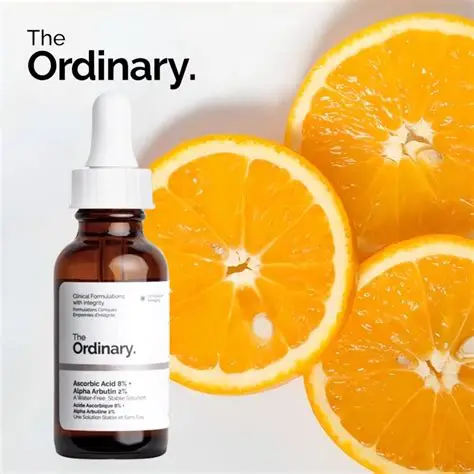 The
Ordinary.
Clinical Formulations
with Integrity
Formulations Cliniques
Empreintes d'Intégrité
The
Ordinary.
Ascorbic Acid 8% +
Alpha Arbutin 2%
A Water-Free, Stable Solution
Acide Ascorbique 8% +
Alpha Arbutine 2%
Une Solution Stable et Sans Eau